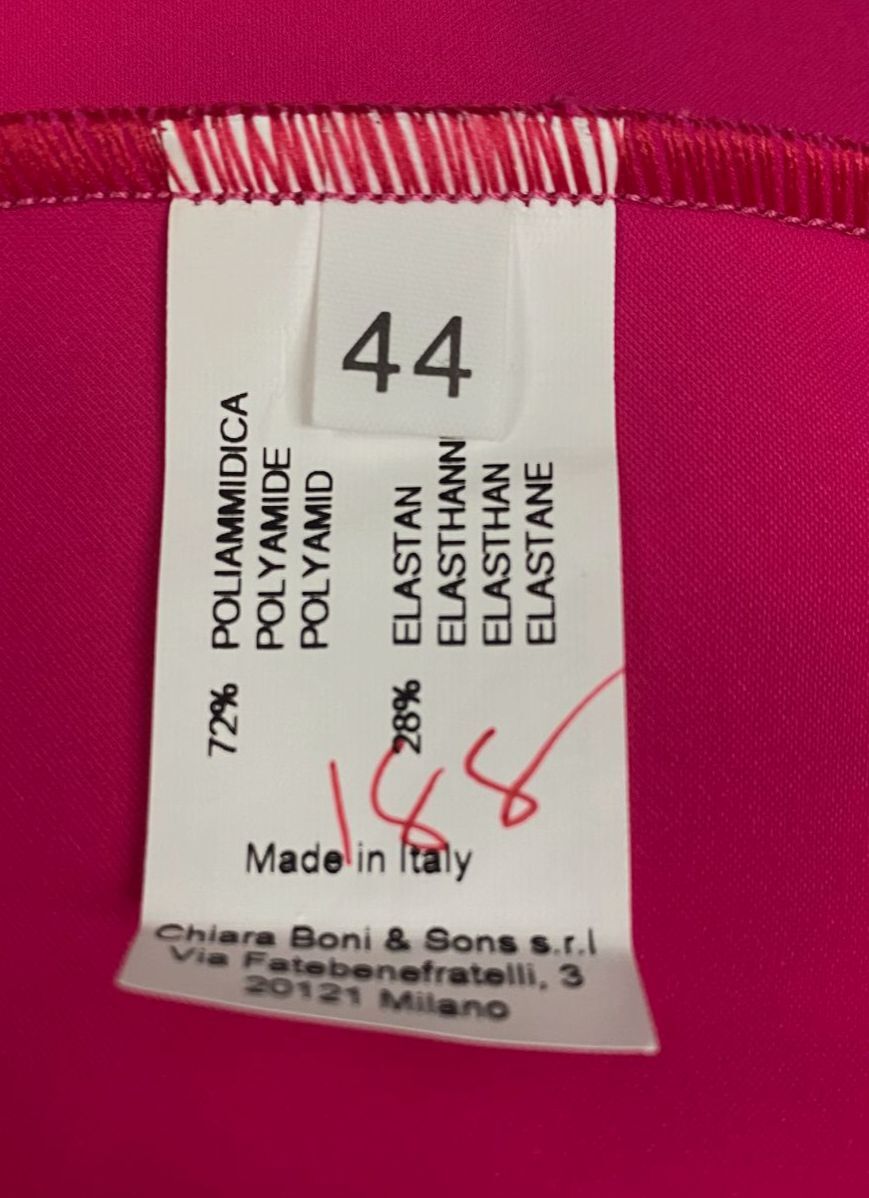 44
72% POLIAMMIDICA
POLYAMIDE
POLYAMID
28% ELASTAN
ELASTHANN
ELASTHAN
ELASTANE
188
Made in Italy
Chiara Boni & Sons s.r.l
Via Fatebenefratelli, 3
20121 Milano